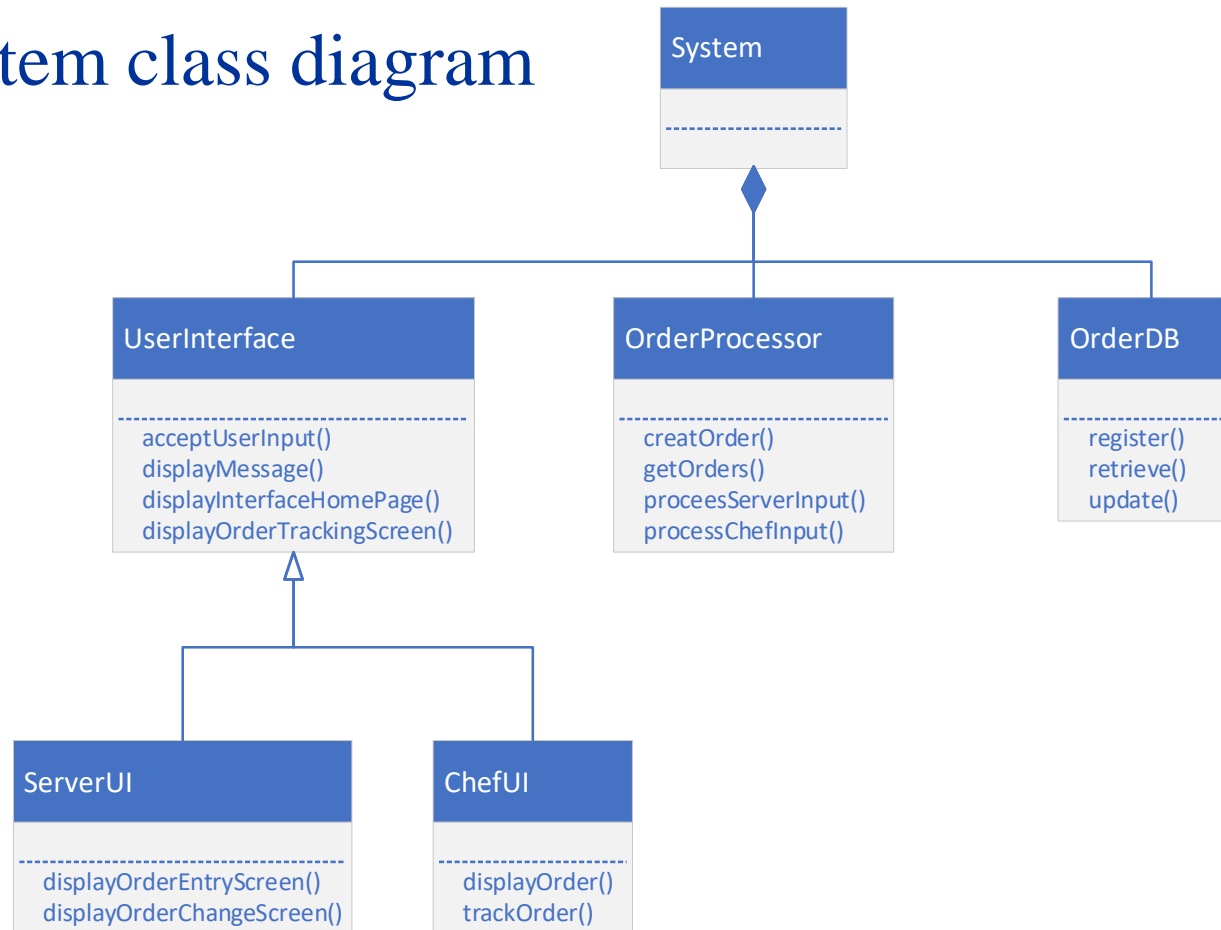 tem class diagram
System
UserInterface
acceptUserInput()
displayMessage()
displayInterfaceHomePage()
displayOrderTrackingScreen()
OrderProcessor
creatOrder()
getOrders()
proceesServerInput()
processChefInput()
OrderDB
register()
retrieve()
update()
ServerUI
displayOrderEntryScreen()
displayOrderChangeScreen()
ChefUI
displayOrder()
trackOrder()